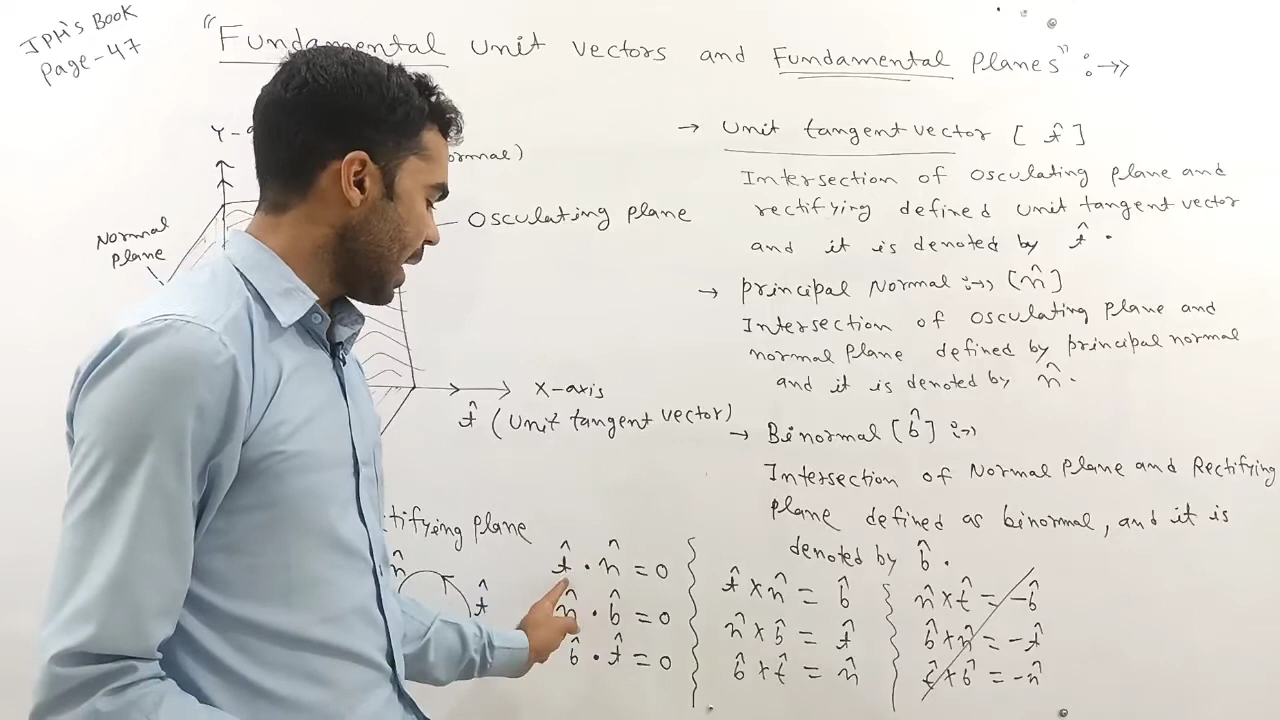 JPH's Book
Page-47
"Fundamental Unit Vectors and Fundamental Planes" :→→
Y-
ormal)
Osculating plane
Normal
plane
X-axis
t̂ (Unit tangent vector)
tifying plane
n̂
t̂
→ Unit tangent vector [t̂]
Intersection of Osculating plane and
rectifying defined unit tangent vector
and it is denoted by t̂.
→ principal Normal :→ [n̂]
Intersection of Osculating plane and
normal plane defined by principal normal
and it is denoted by n̂.
→ Binormal [b̂] :→
Intersection of Normal plane and Rectifying
plane defined as binormal, and it is
denoted by b̂.
t̂ · n̂ = 0
n̂ · b̂ = 0
b̂ · t̂ = 0
t̂ × n̂ = b̂
n̂ × b̂ = t̂
b̂ × t̂ = n̂
n̂ × t̂ = -b̂
b̂ × n̂ = -t̂
t̂ × b̂ = -n̂